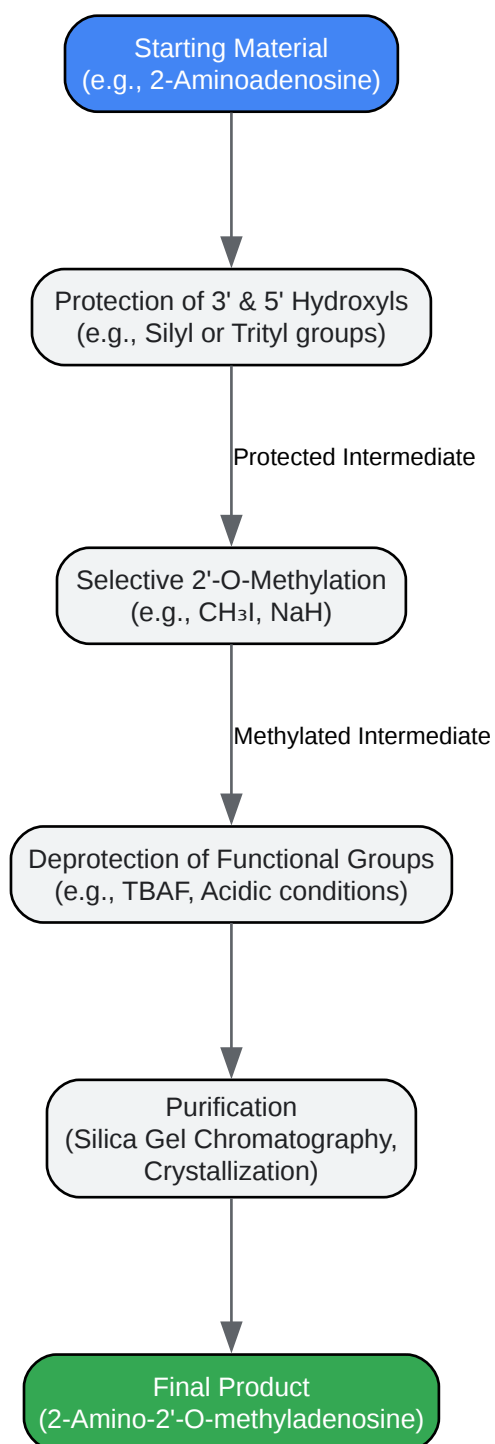 Starting Material
(e.g., 2-Aminoadenosine)
Protection of 3' & 5' Hydroxyls
(e.g., Silyl or Trityl groups)
Protected Intermediate
Selective 2'-O-Methylation
(e.g., CH₃I, NaH)
Methylated Intermediate
Deprotection of Functional Groups
(e.g., TBAF, Acidic conditions)
Purification
(Silica Gel Chromatography,
Crystallization)
Final Product
(2-Amino-2'-O-methyladenosine)